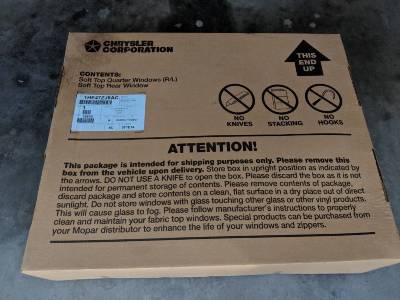 CHRYSLER
CORPORATION
THIS
END
UP
CONTENTS:
Soft Top Quarter Windows (R/L)
Soft Top Rear Window
NO
KNIVES
NO
STACKING
NO
HOOKS
ATTENTION!
This package is intended for shipping purposes only. Please remove this
box from the vehicle upon delivery. Store box in upright position as indicated by
the arrows. DO NOT USE A KNIFE to open the box. Please discard the box as it is not
intended for permanent storage of contents. Please remove contents of package,
discard package and store contents on a clean, flat surface in a dry place out of direct
sunlight. Do not store windows with glass touching other glass or other vinyl products.
This will cause glass to fog. Please follow manufacturer's instructions to properly
clean and maintain your fabric top windows. Special products can be purchased from
your Mopar distributor to enhance the life of your windows and zippers.